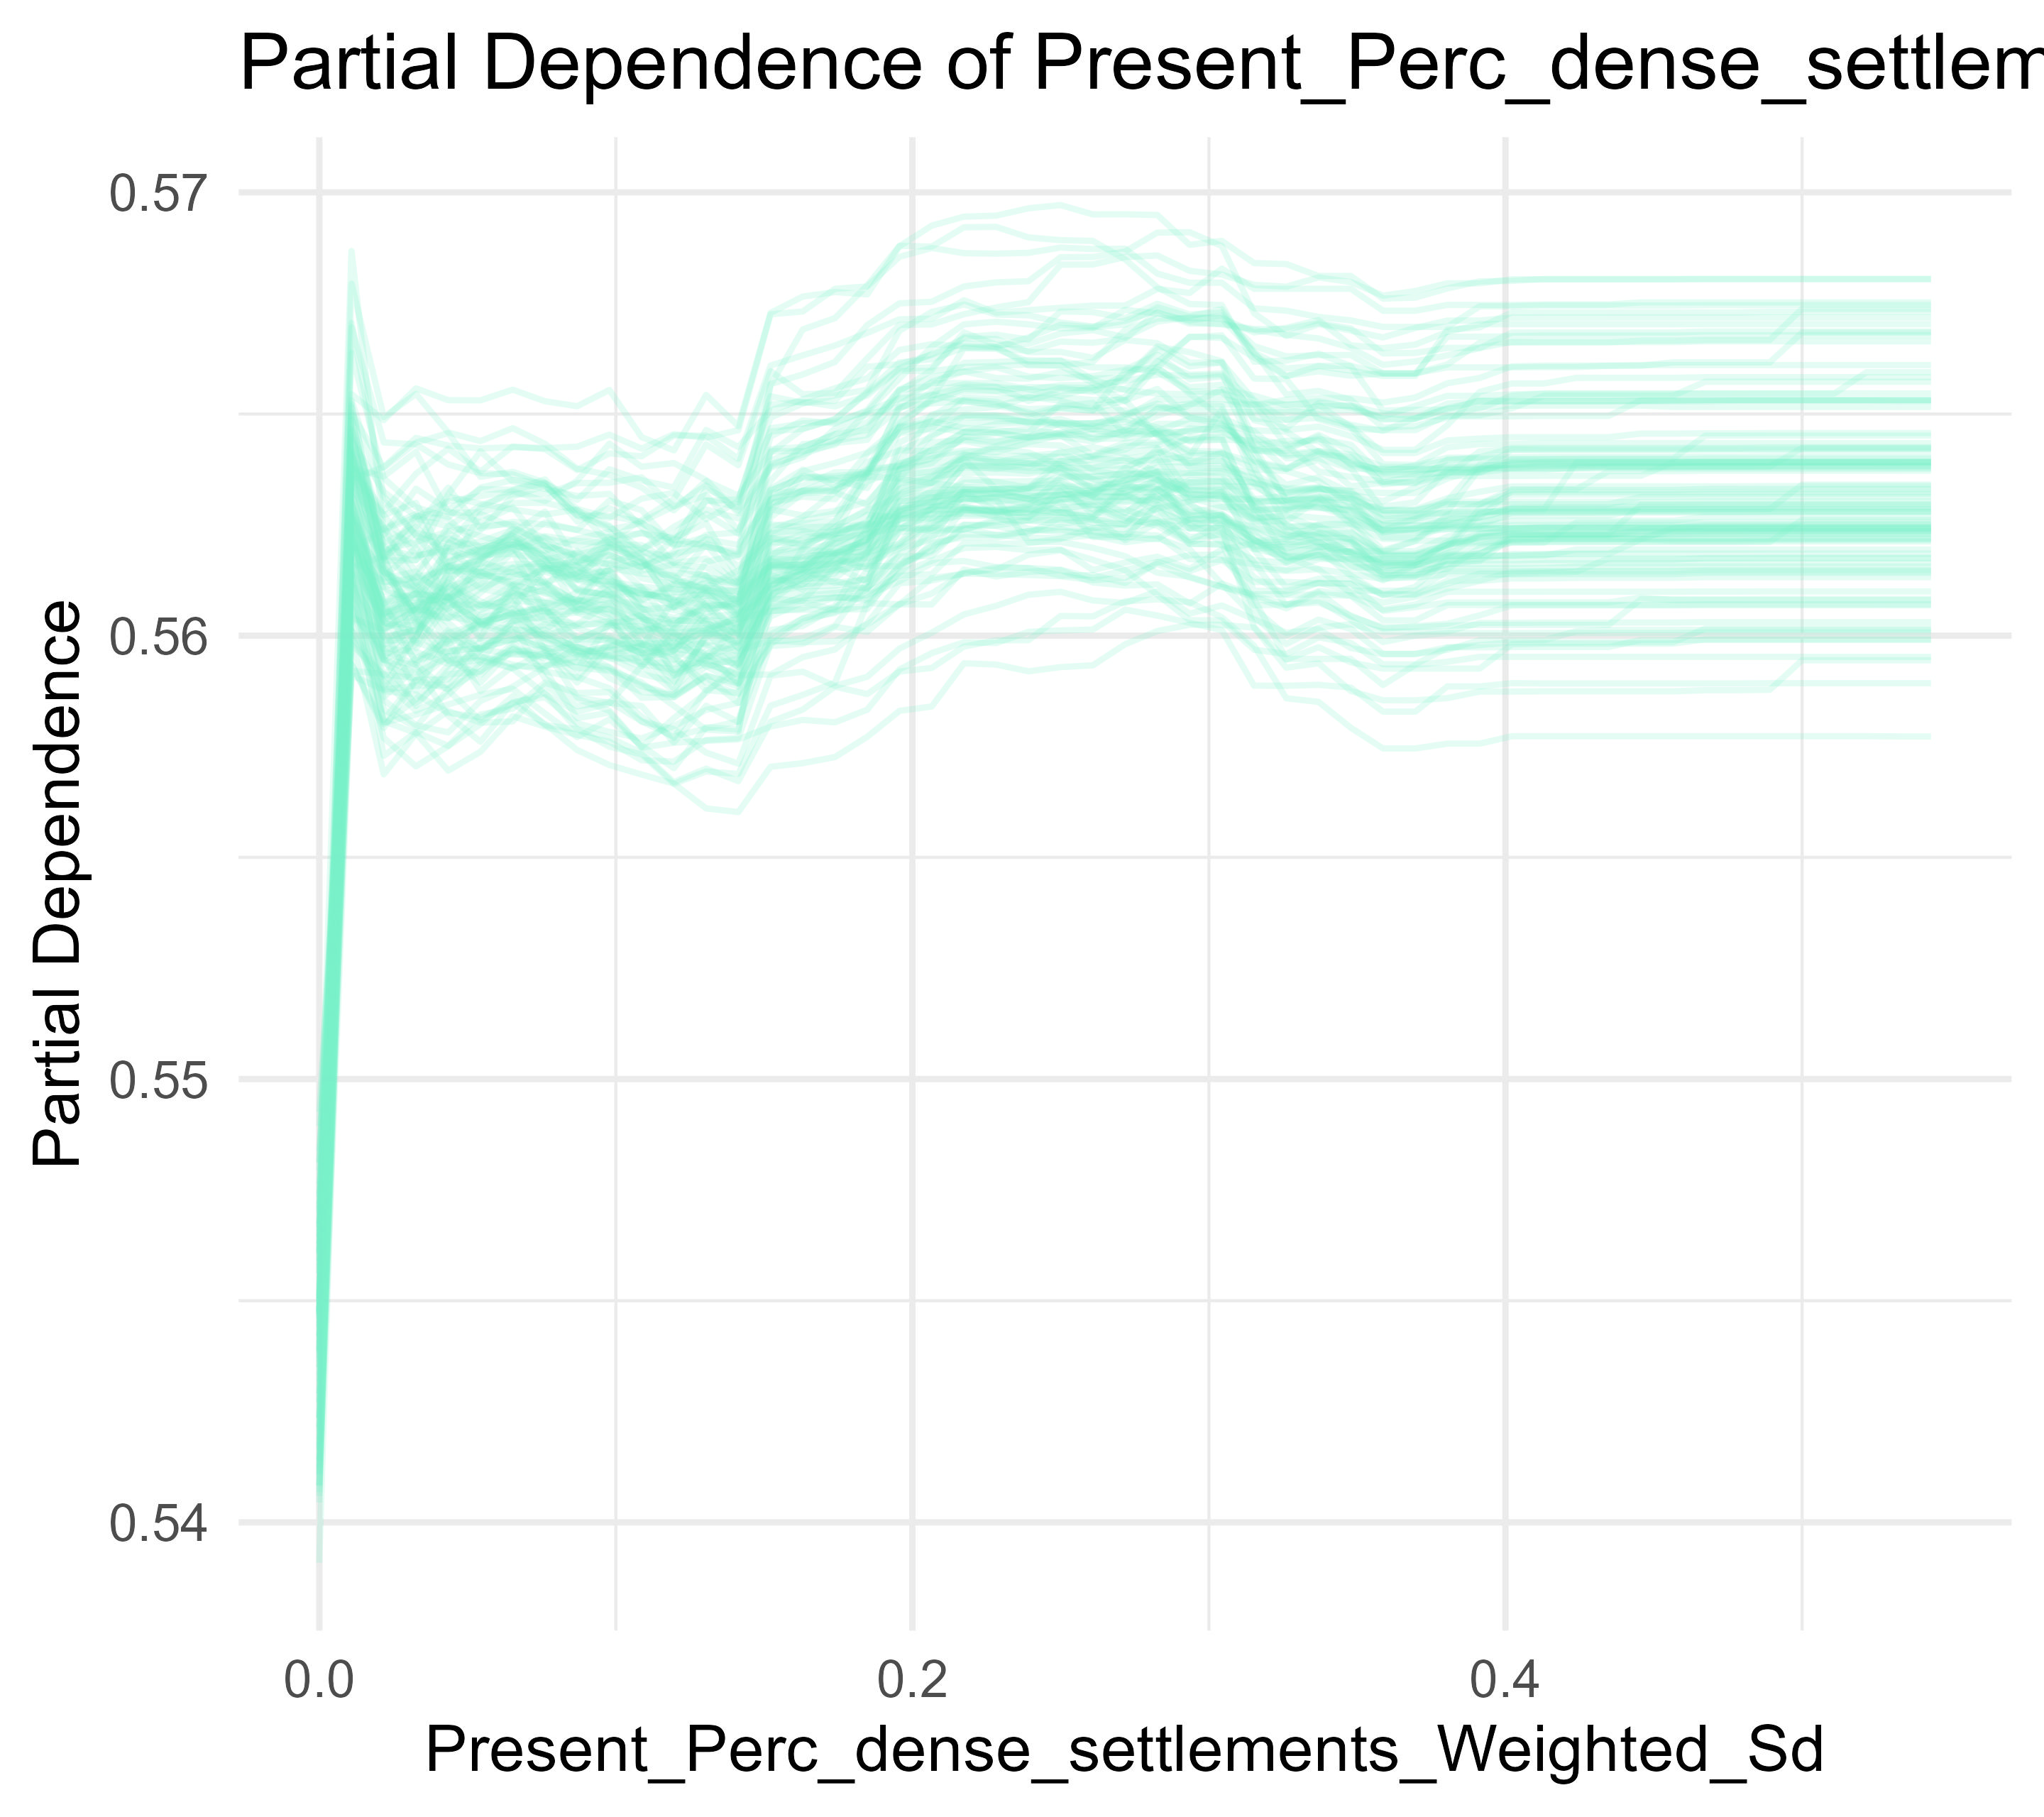 Partial Dependence of Present_Perc_dense_settlem
0.57
0.56
0.55
0.54
Partial Dependence
0.0
0.2
0.4
Present_Perc_dense_settlements_Weighted_Sd